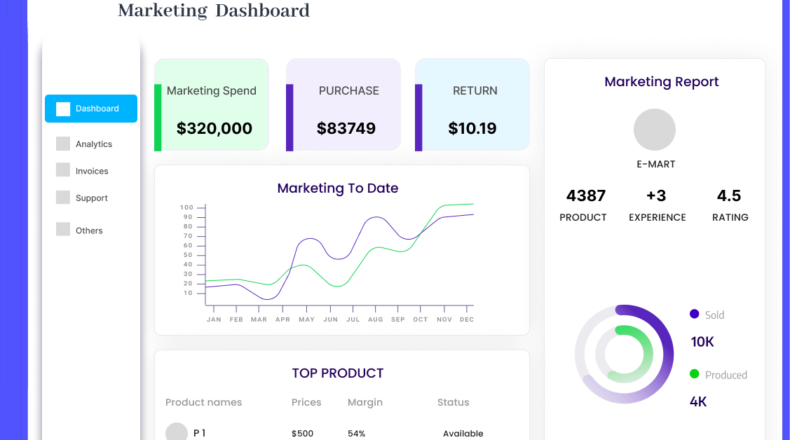 Marketing Dashboard
Dashboard
Analytics
Invoices
Support
Others
Marketing Spend
$320,000
PURCHASE
$83749
RETURN
$10.19
Marketing To Date
100
90
80
70
60
50
40
30
20
10
JAN FEB MAR APR MAY JUN JUL AUG SEP OCT NOV DEC
TOP PRODUCT
Product names Prices Margin Status
P 1 $500 54% Available
Marketing Report
E-MART
4387 +3 4.5
PRODUCT EXPERIENCE RATING
Sold
10K
Produced
4K